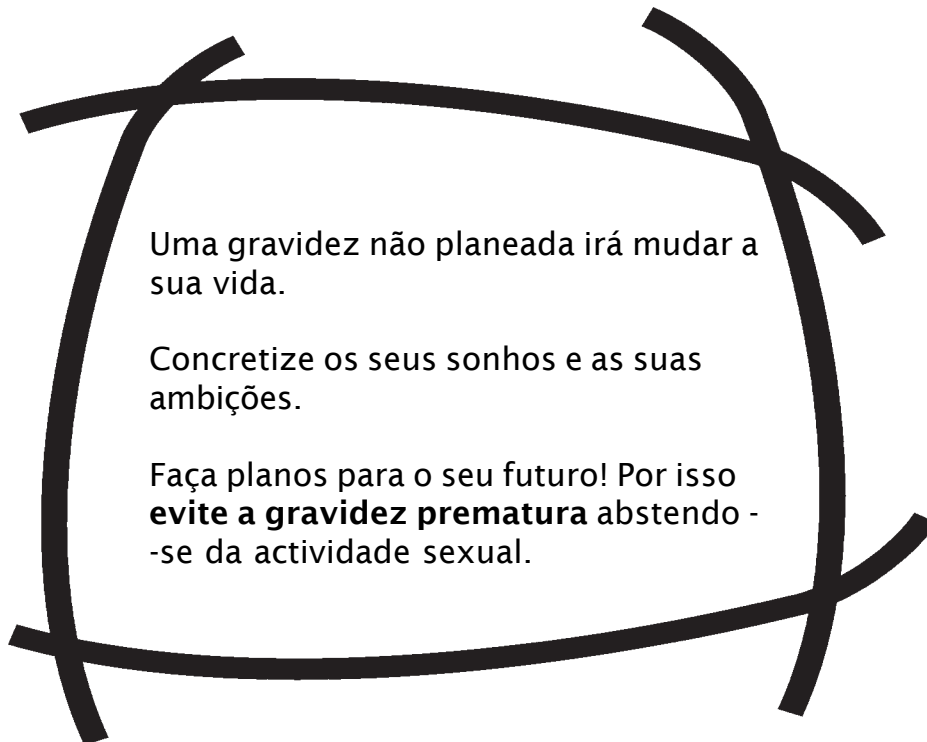 Uma gravidez não planeada irá mudar a
sua vida.
Concretize os seus sonhos e as suas
ambições.
Faça planos para o seu futuro! Por isso
evite a gravidez prematura abstendo -
-se da actividade sexual.